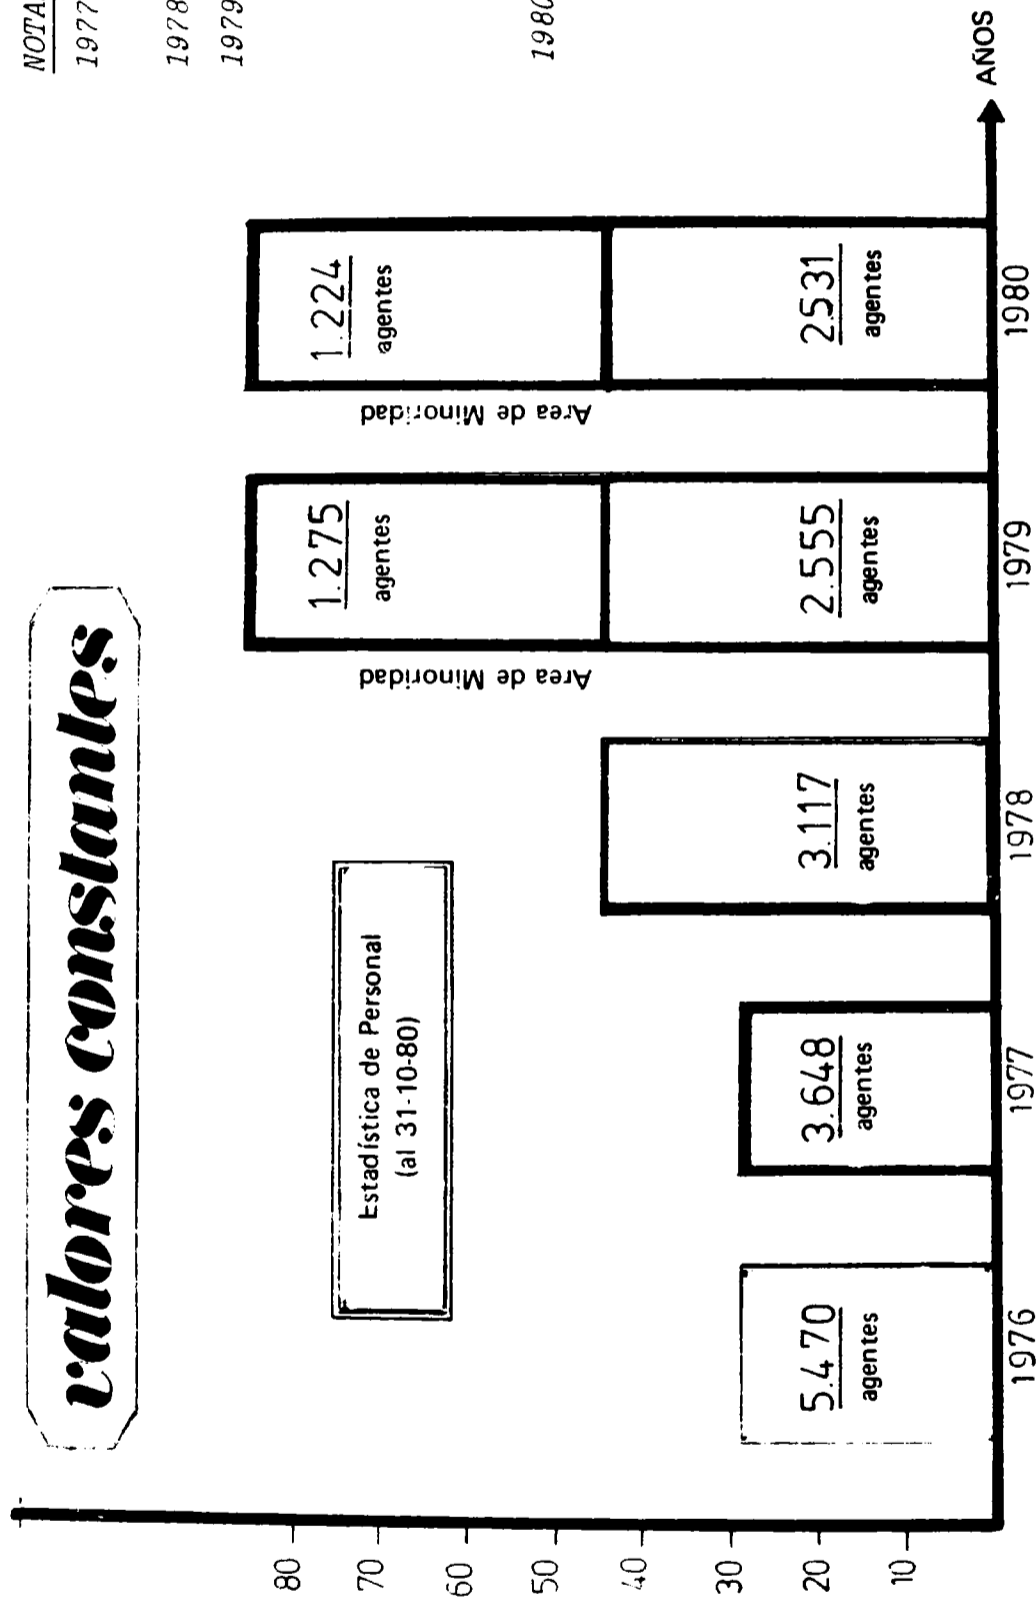 valores constantes
NOTA
1977
1978
1979
1980
Estadística de Personal
(al 31-10-80)
80
70
60
50
40
30
20
10
5.470
agentes
3.648
agentes
3.117
agentes
Area de Minoridad
1.275
agentes
2.555
agentes
Area de Minoridad
1.224
agentes
2531
agentes
1976
1977
1978
1979
1980
AÑOS